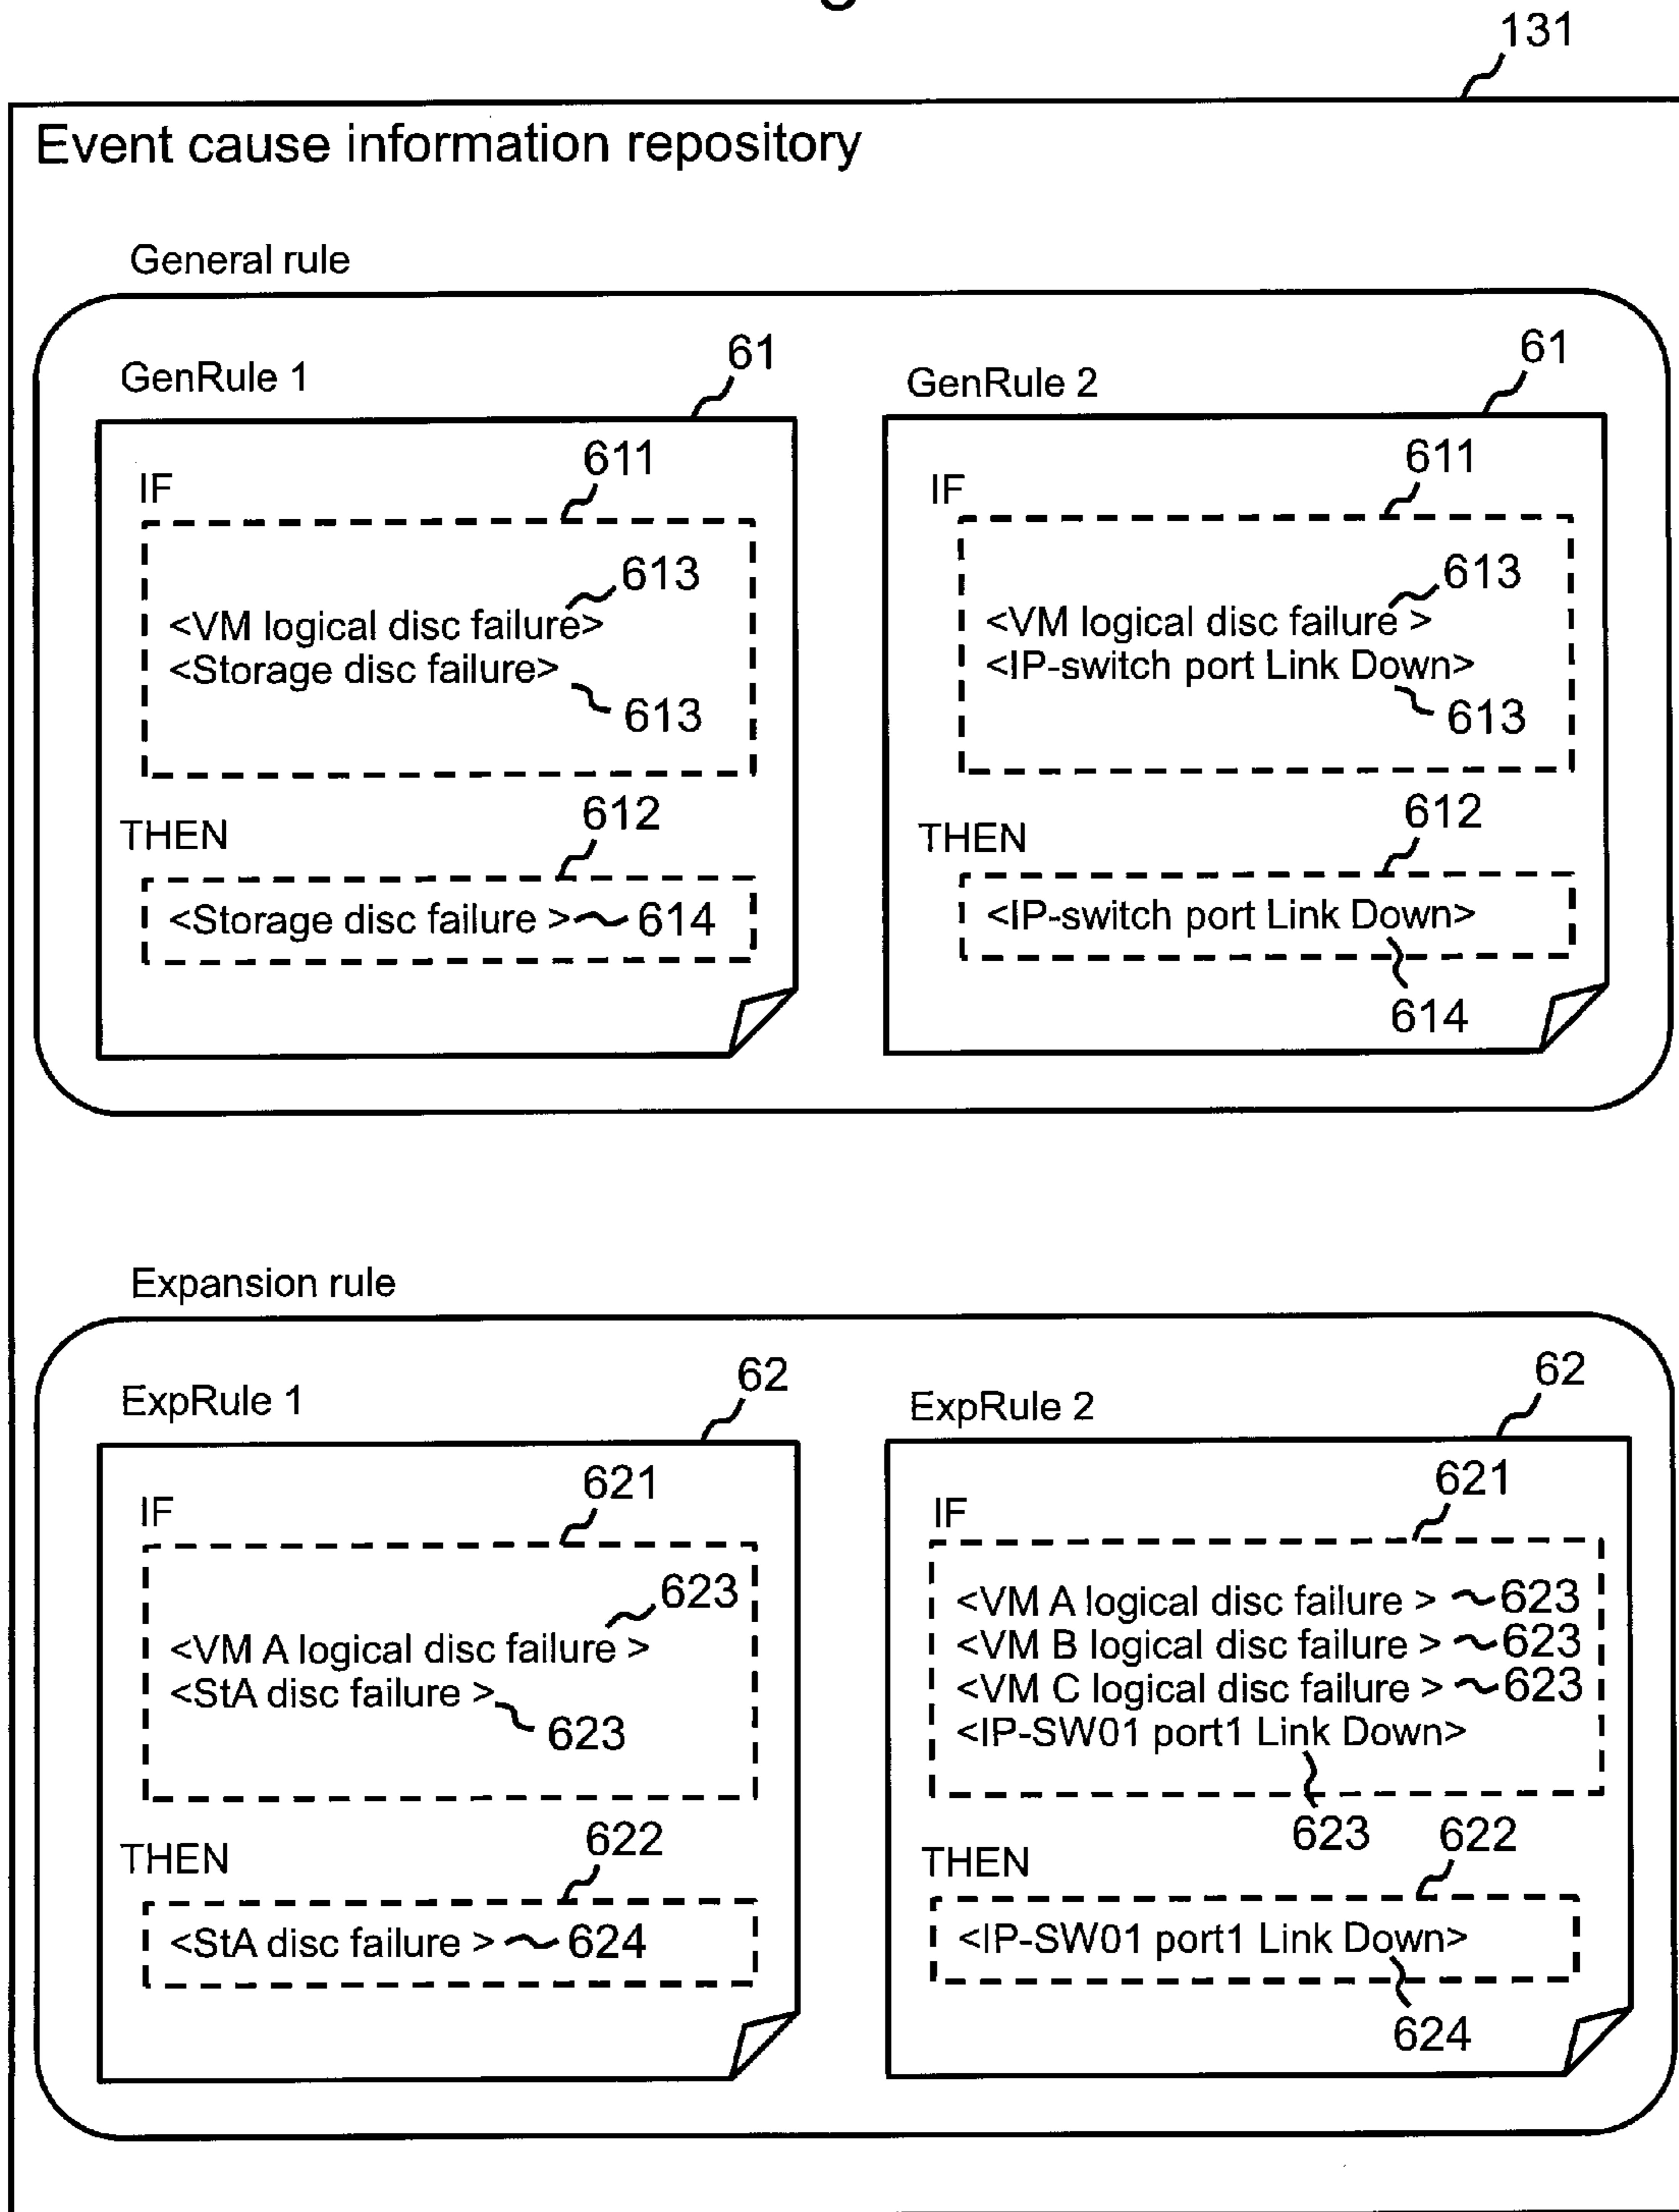 131
Event cause information repository
General rule
GenRule 1
61
IF
611
613
<VM logical disc failure>
<Storage disc failure>
613
THEN
612
<Storage disc failure > 614
GenRule 2
61
IF
611
613
<VM logical disc failure >
<IP-switch port Link Down>
613
THEN
612
<IP-switch port Link Down>
614
Expansion rule
ExpRule 1
62
IF
621
623
<VM A logical disc failure >
<StA disc failure >
623
THEN
622
<StA disc failure > 624
ExpRule 2
62
IF
621
<VM A logical disc failure > 623
<VM B logical disc failure > 623
<VM C logical disc failure > 623
<IP-SW01 port1 Link Down>
623
THEN
622
<IP-SW01 port1 Link Down>
624